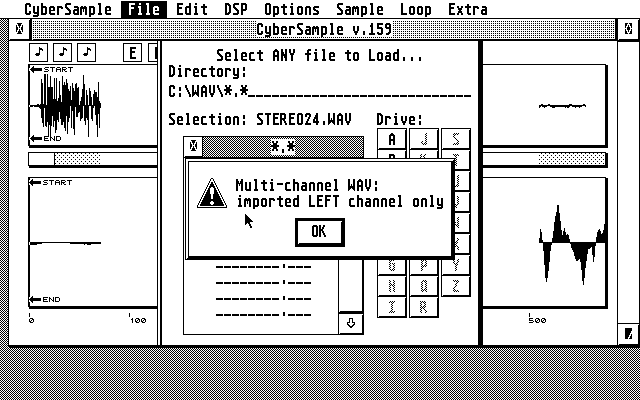 CyberSample File Edit DSP Options Sample Loop Extra
CyberSample v.159
Select ANY file to Load...
Directory:
C:\WAV\*.*
Selection: STEREO24.WAV Drive:
*.*
START
END
START
END
Multi-channel WAV:
imported LEFT channel only
OK
E
A J S
G P Y
H Q Z
I R
0 100 500